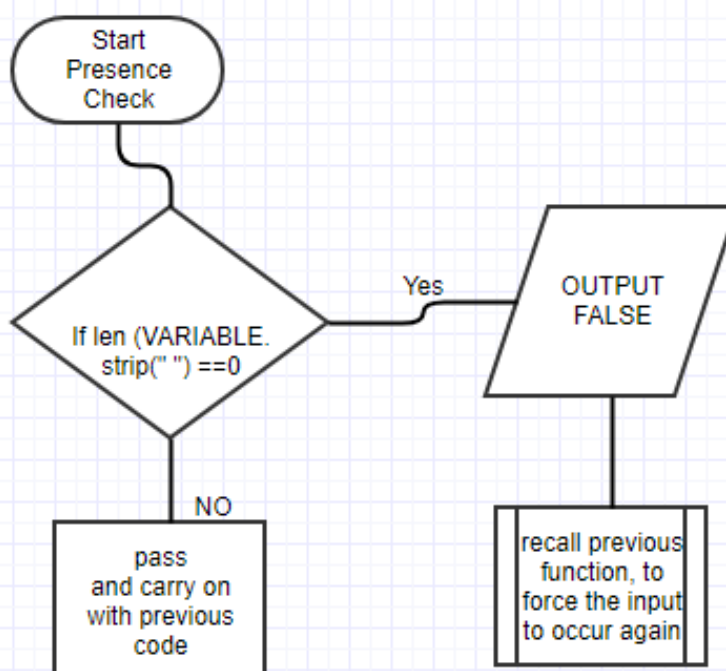 Start
Presence
Check
If len (VARIABLE.
strip(" ") ==0
Yes
OUTPUT
FALSE
NO
pass
and carry on
with previous
code
recall previous
function, to
force the input
to occur again